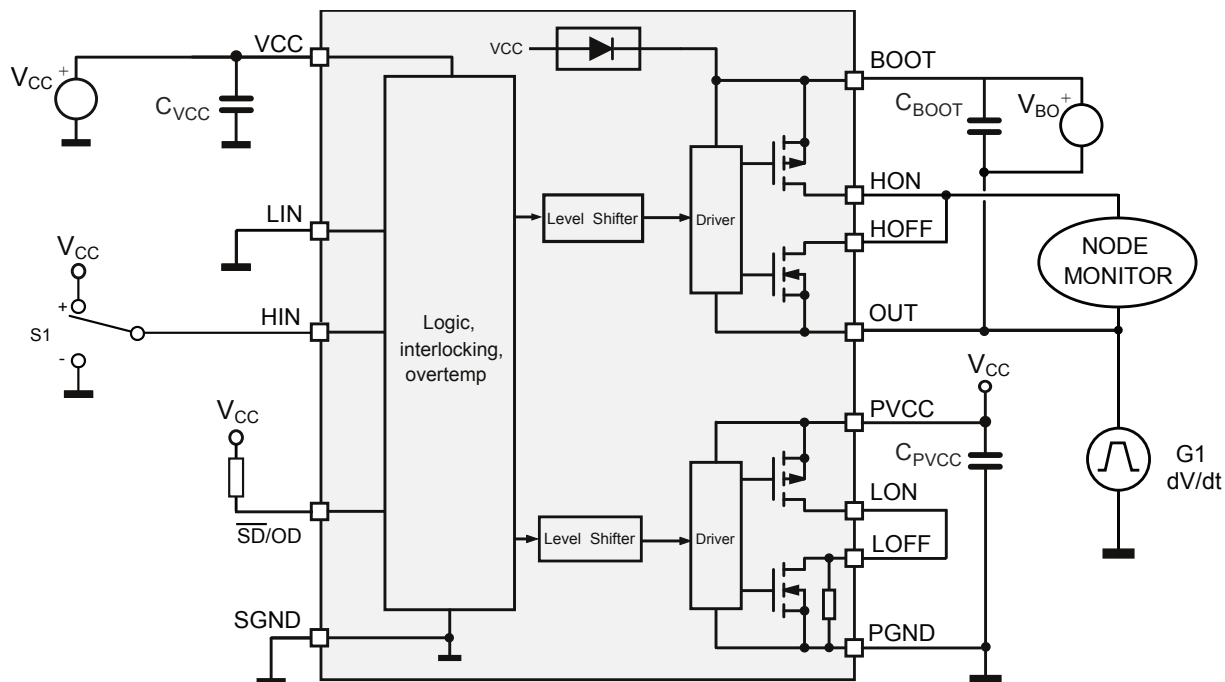 VCC
VCC
CVCC
VCC
BOOT
CBOOT
VBO
+
+
LIN
VCC
+
S1
-
HIN
Logic,
interlocking,
overtemp
Level Shifter
Driver
HON
HOFF
NODE
MONITOR
OUT
VCC
SD/OD
SGND
Level Shifter
Driver
VCC
PVCC
CPVCC
LON
LOFF
PGND
G1
dV/dt